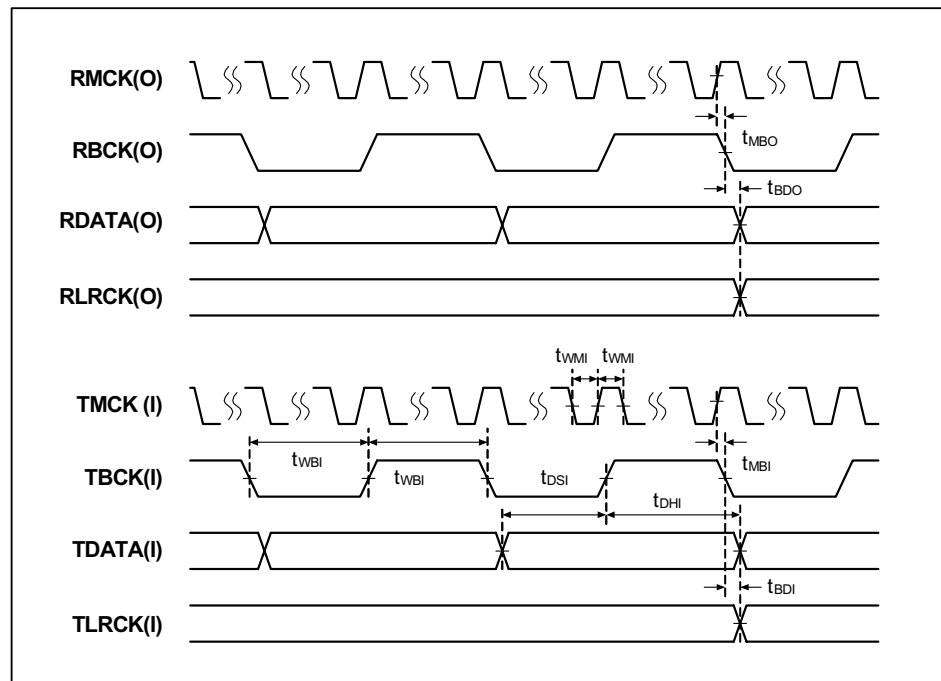 RMCK(O)
tMBO
RBCK(O)
tBDO
RDATA(O)
RLRCK(O)
tWMI tWMI
TMCK (I)
tWBI
tMBI
TBCK(I)
tWBI
tDSI
tDHI
TDATA(I)
tBDI
TLRCK(I)